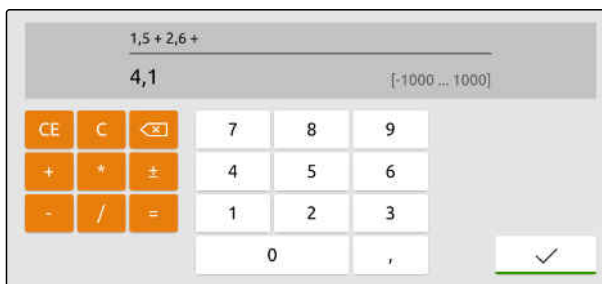 1,5 + 2,6 +
4,1 [-1000 ... 1000]
CE C 7 8 9
+ * ± 4 5 6
- / = 1 2 3
0 ,